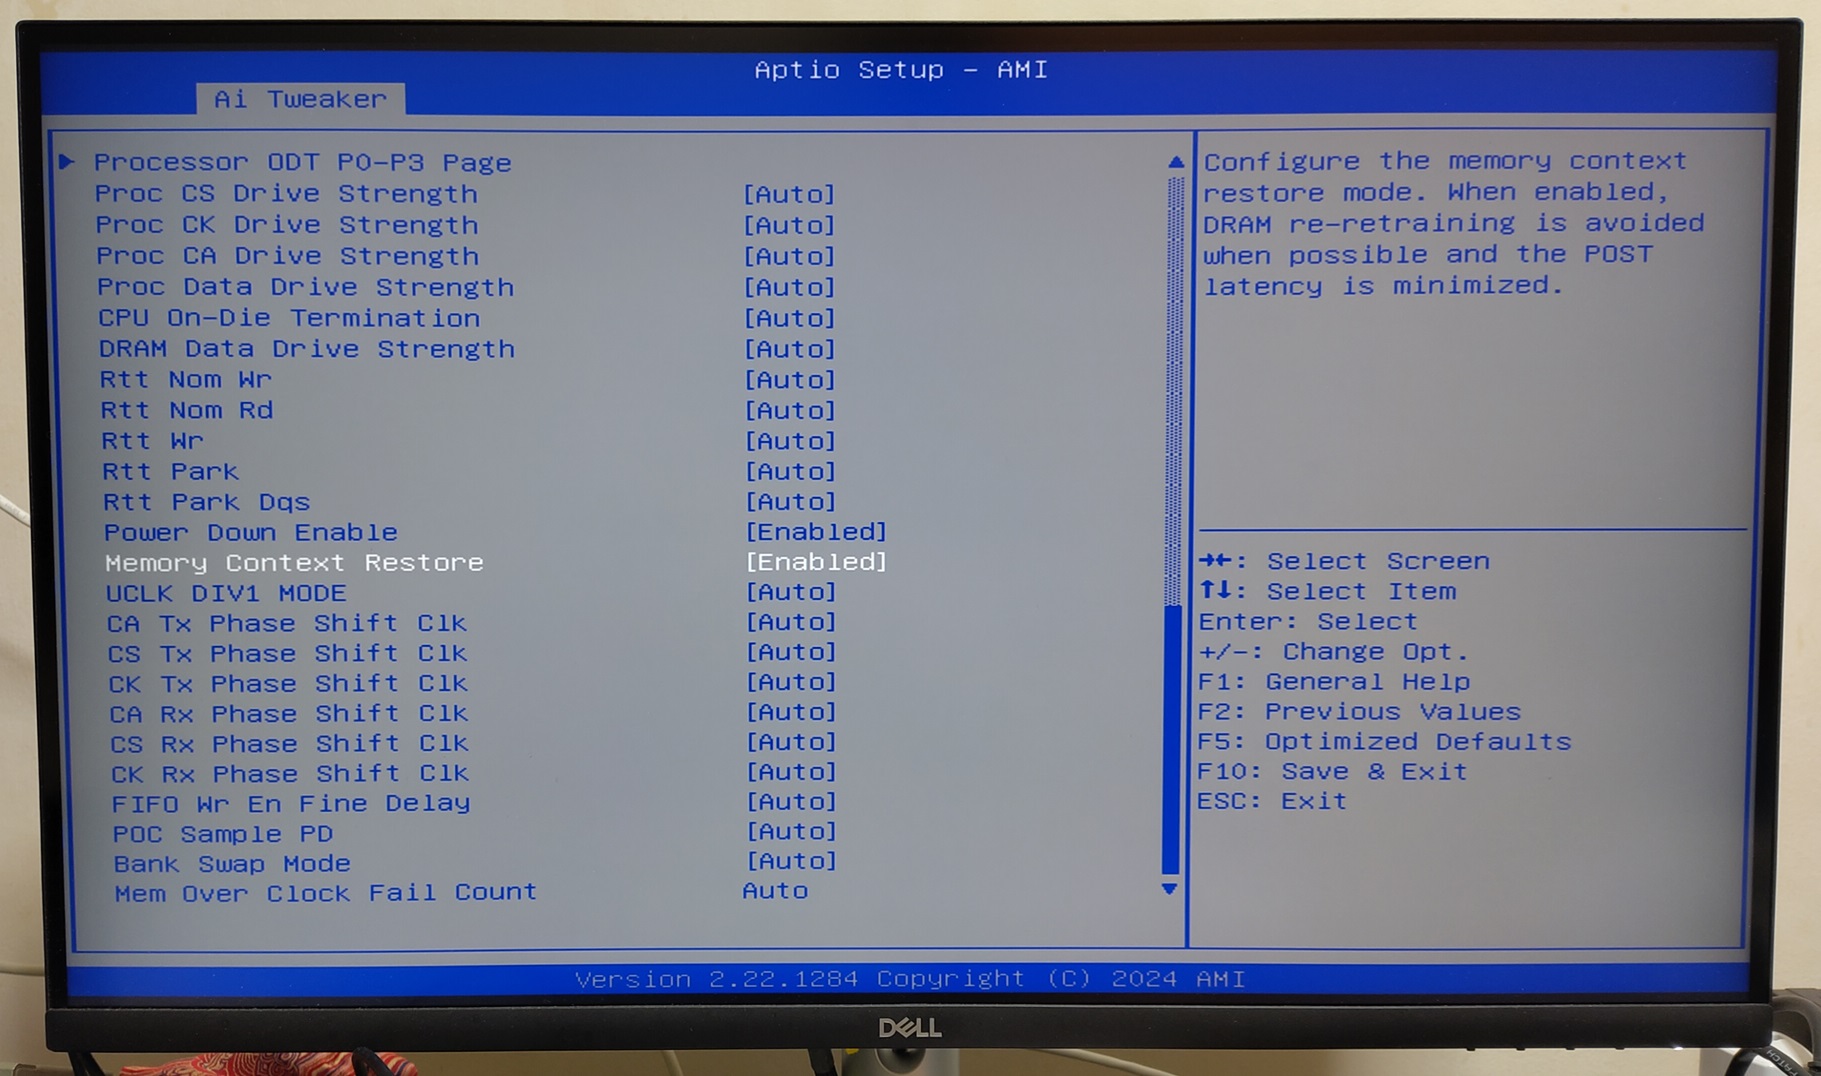 Aptio Setup - AMI
Ai Tweaker
Processor ODT P0-P3 Page
Proc CS Drive Strength [Auto]
Proc CK Drive Strength [Auto]
Proc CA Drive Strength [Auto]
Proc Data Drive Strength [Auto]
CPU On-Die Termination [Auto]
DRAM Data Drive Strength [Auto]
Rtt Nom Wr [Auto]
Rtt Nom Rd [Auto]
Rtt Wr [Auto]
Rtt Park [Auto]
Rtt Park Dqs [Auto]
Power Down Enable [Enabled]
Memory Context Restore [Enabled]
UCLK DIV1 MODE [Auto]
CA Tx Phase Shift Clk [Auto]
CS Tx Phase Shift Clk [Auto]
CK Tx Phase Shift Clk [Auto]
CA Rx Phase Shift Clk [Auto]
CS Rx Phase Shift Clk [Auto]
CK Rx Phase Shift Clk [Auto]
FIFO Wr En Fine Delay [Auto]
POC Sample PD [Auto]
Bank Swap Mode [Auto]
Mem Over Clock Fail Count Auto
Configure the memory context
restore mode. When enabled,
DRAM re-retraining is avoided
when possible and the POST
latency is minimized.
→←: Select Screen
↑↓: Select Item
Enter: Select
+/-: Change Opt.
F1: General Help
F2: Previous Values
F5: Optimized Defaults
F10: Save & Exit
ESC: Exit
Version 2.22.1284 Copyright (C) 2024 AMI
DELL